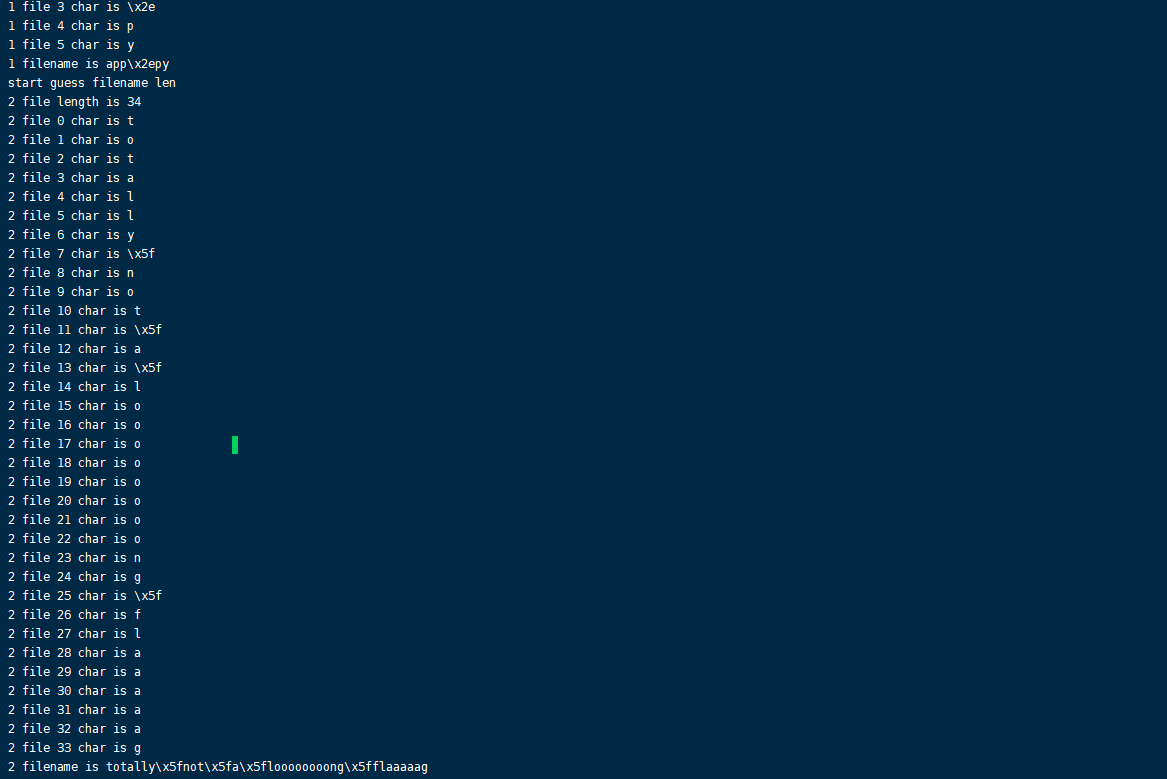 1 file 3 char is \x2e
1 file 4 char is p
1 file 5 char is y
1 filename is app\x2epy
start guess filename len
2 file length is 34
2 file 0 char is t
2 file 1 char is o
2 file 2 char is t
2 file 3 char is a
2 file 4 char is l
2 file 5 char is l
2 file 6 char is y
2 file 7 char is \x5f
2 file 8 char is n
2 file 9 char is o
2 file 10 char is t
2 file 11 char is \x5f
2 file 12 char is a
2 file 13 char is \x5f
2 file 14 char is l
2 file 15 char is o
2 file 16 char is o
2 file 17 char is o
2 file 18 char is o
2 file 19 char is o
2 file 20 char is o
2 file 21 char is o
2 file 22 char is o
2 file 23 char is n
2 file 24 char is g
2 file 25 char is \x5f
2 file 26 char is f
2 file 27 char is l
2 file 28 char is a
2 file 29 char is a
2 file 30 char is a
2 file 31 char is a
2 file 32 char is a
2 file 33 char is g
2 filename is totally\x5fnot\x5fa\x5floooooooong\x5fflaaaaag